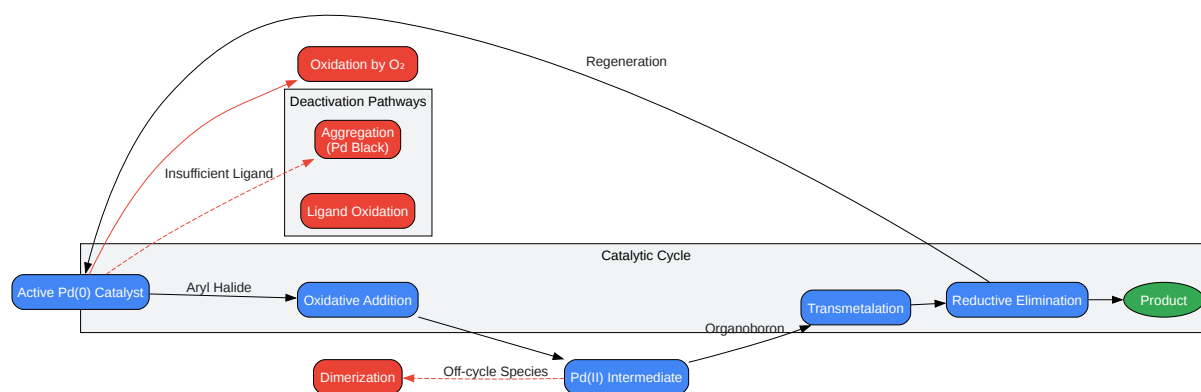 Regeneration
Oxidation by O₂
Deactivation Pathways
Aggregation
(Pd Black)
Insufficient Ligand
Ligand Oxidation
Catalytic Cycle
Active Pd(0) Catalyst
Aryl Halide
Oxidative Addition
Transmetalation
Reductive Elimination
Product
Organoboron
Dimerization
Off-cycle Species
Pd(II) Intermediate